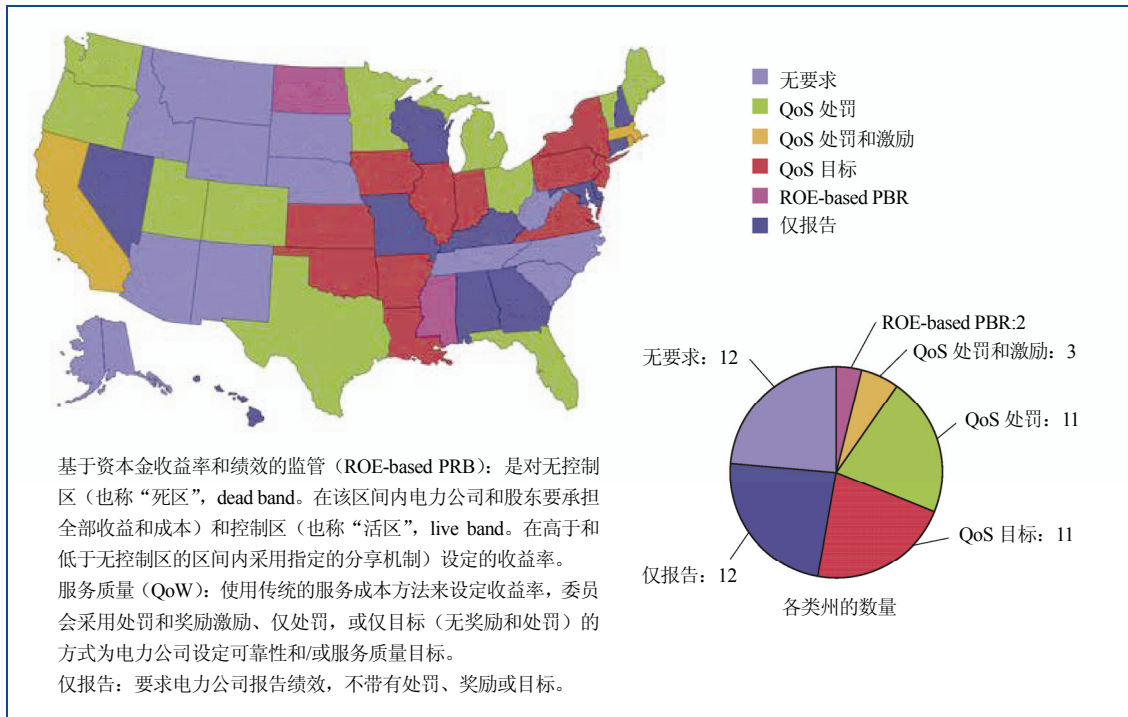 无要求
QoS 处罚
QoS 处罚和激励
QoS 目标
ROE-based PBR
仅报告
ROE-based PBR:2
无要求：12
QoS 处罚和激励：3
QoS 处罚：11
QoS 目标：11
仅报告：12
各类州的数量
基于资本金收益率和绩效的监管（ROE-based PRB）：是对无控制
区（也称“死区”，dead band。在该区间内电力公司和股东要承担
全部收益和成本）和控制区（也称“活区”，live band。在高于和
低于无控制区的区间内采用指定的分享机制）设定的收益率。
服务质量（QoW）：使用传统的服务成本方法来设定收益率，委员
会采用处罚和奖励激励、仅处罚，或仅目标（无奖励和处罚）的
方式为电力公司设定可靠性和/或服务质量目标。
仅报告：要求电力公司报告绩效，不带有处罚、奖励或目标。